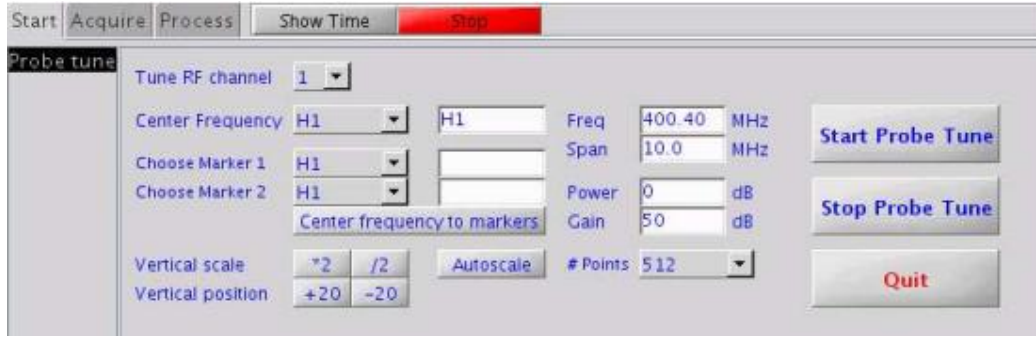 Start Acquire Process Show Time Stop
Probe tune
Tune RF channel 1
Center Frequency H1 H1 Freq 400.40 MHz
Start Probe Tune
Span 10.0 MHz
Choose Marker 1 H1
Choose Marker 2 H1 Power 0 dB
Stop Probe Tune
Center frequency to markers Gain 50 dB
Vertical scale *2 /2 Autoscale # Points 512
Quit
Vertical position +20 -20